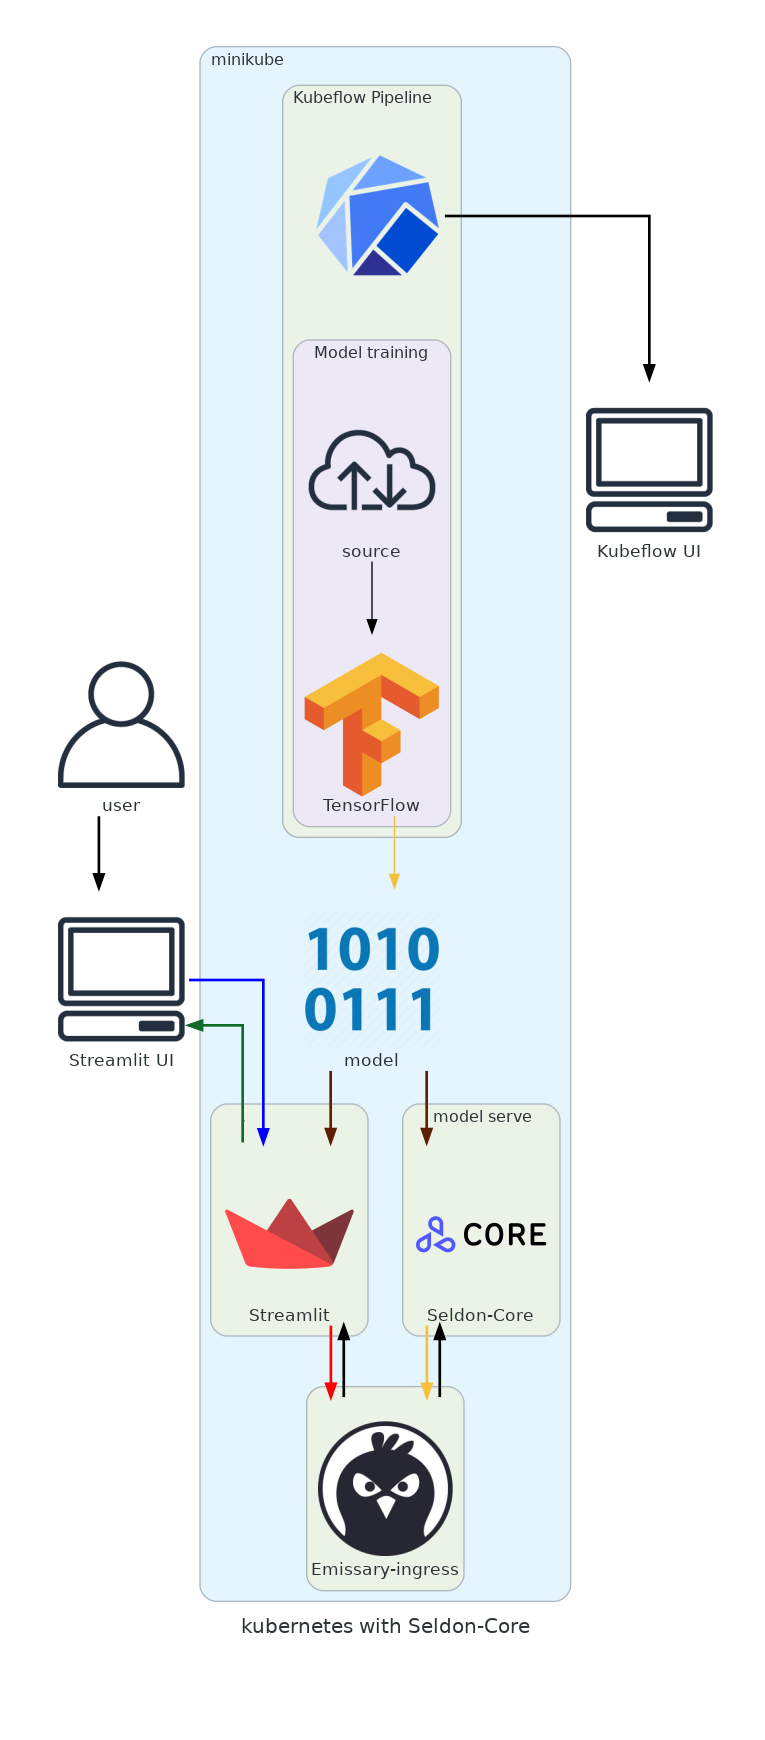 minikube
Kubeflow Pipeline
Model training
source
Kubeflow UI
TensorFlow
user
1010
0111
Streamlit UI
model
model serve
CORE
Streamlit
Seldon-Core
Emissary-ingress
kubernetes with Seldon-Core